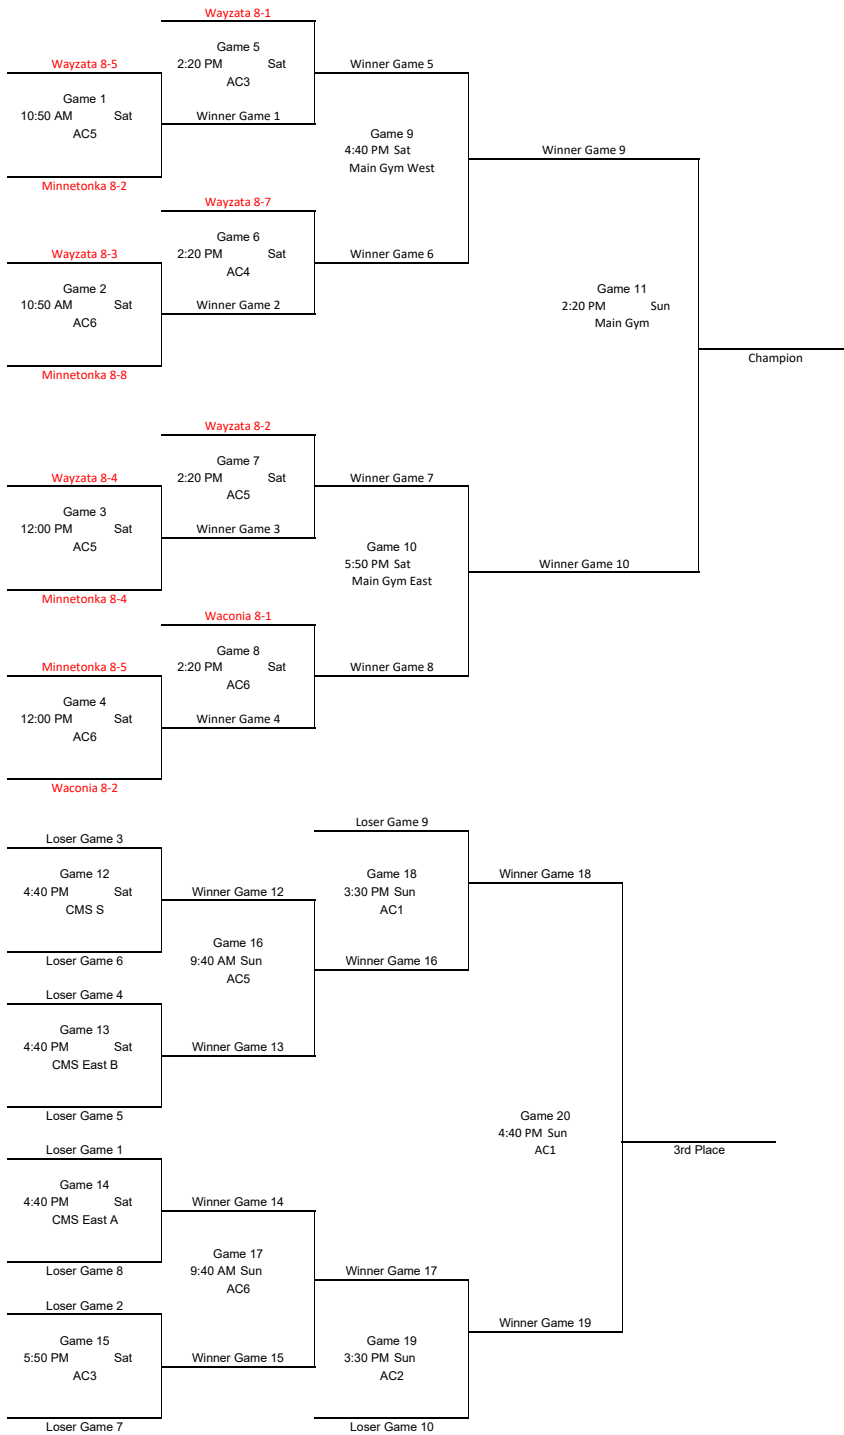 Wayzata 8-1
Game 5
Wayzata 8-5
2:20 PM Sat
Winner Game 5
AC3
Game 1
10:50 AM Sat
Winner Game 1
AC5
Game 9
4:40 PM Sat
Winner Game 9
Main Gym West
Minnetonka 8-2
Wayzata 8-7
Game 6
Wayzata 8-3
2:20 PM Sat
Winner Game 6
AC4
Game 2
10:50 AM Sat
Winner Game 2
AC6
Game 11
2:20 PM Sun
Main Gym
Champion
Minnetonka 8-8
Wayzata 8-2
Game 7
Wayzata 8-4
2:20 PM Sat
Winner Game 7
AC5
Game 3
12:00 PM Sat
Winner Game 3
AC5
Game 10
5:50 PM Sat
Winner Game 10
Main Gym East
Minnetonka 8-4
Waconia 8-1
Game 8
Minnetonka 8-5
2:20 PM Sat
Winner Game 8
AC6
Game 4
12:00 PM Sat
Winner Game 4
AC6
Waconia 8-2
Loser Game 9
Loser Game 3
Game 12
4:40 PM Sat
CMS S
Winner Game 12
Game 18
3:30 PM Sun
AC1
Winner Game 18
Loser Game 6
Game 16
9:40 AM Sun
AC5
Winner Game 16
Loser Game 4
Game 13
4:40 PM Sat
CMS East B
Winner Game 13
Loser Game 5
Game 20
4:40 PM Sun
AC1
3rd Place
Loser Game 1
Game 14
4:40 PM Sat
CMS East A
Winner Game 14
Loser Game 8
Game 17
9:40 AM Sun
AC6
Winner Game 17
Loser Game 2
Game 15
5:50 PM Sat
AC3
Winner Game 15
Game 19
3:30 PM Sun
AC2
Winner Game 19
Loser Game 7
Loser Game 10